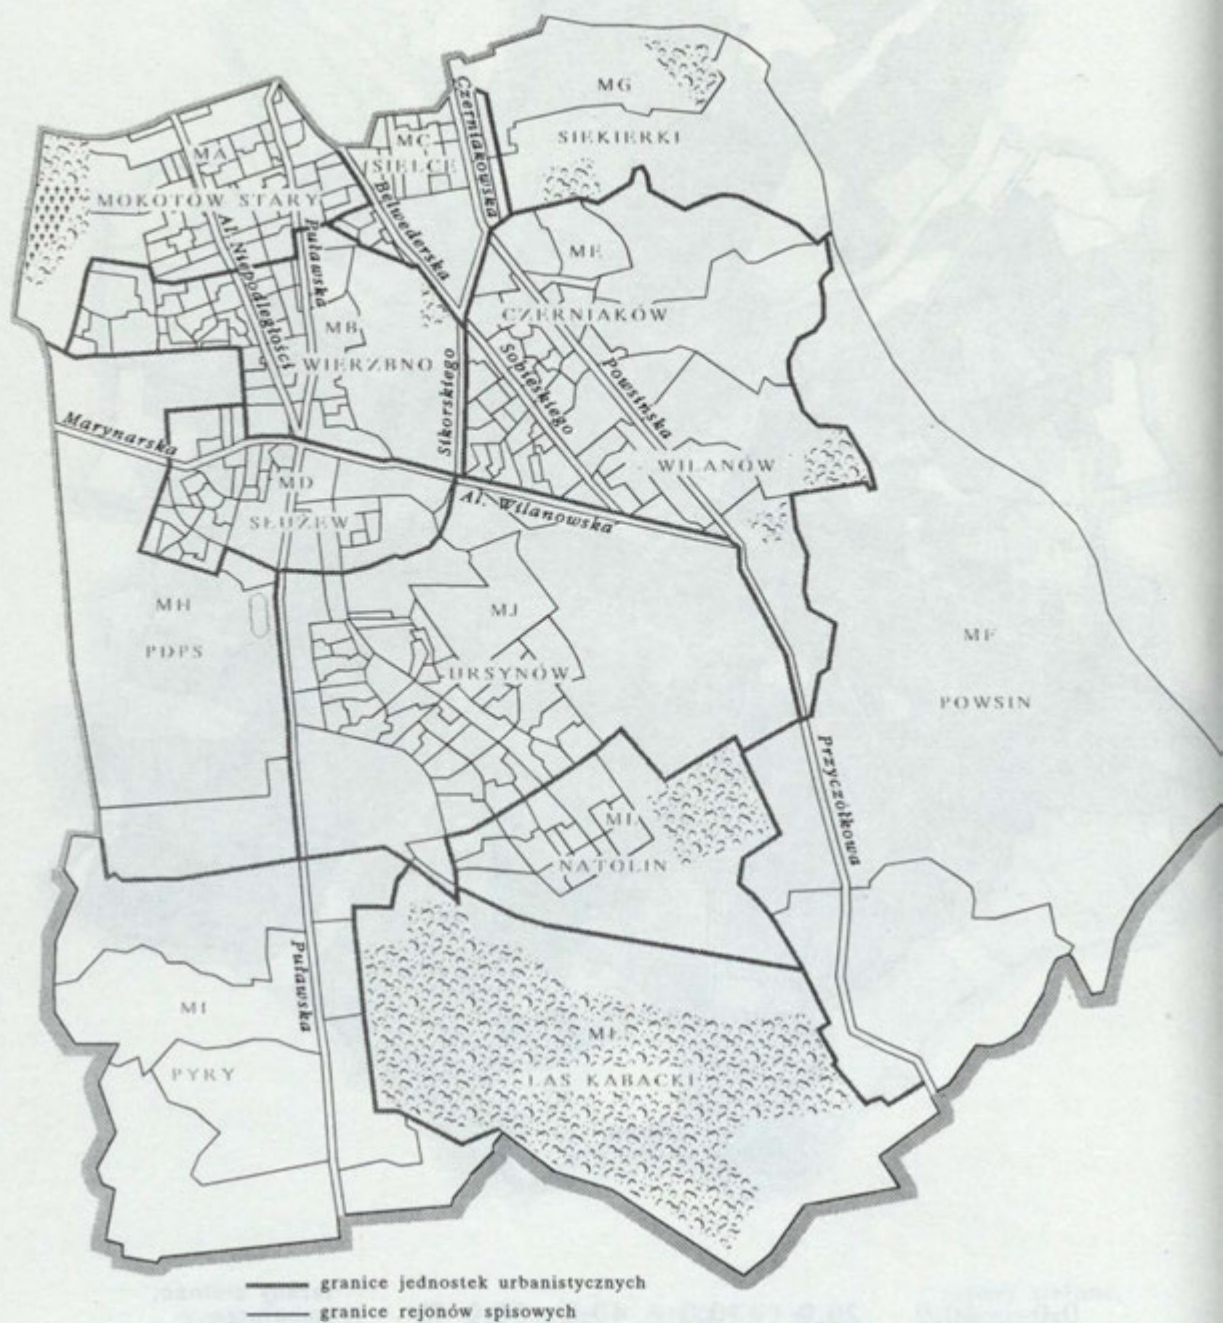 MG
SIEKIERKI
Czerniakowska
MC
SIELCE
MA
MOKOTÓW STARY
Belwederska
Al. Niepodległości
Puławska
ME
CZERNIAKÓW
MB
WIERZBNO
Sikorskiego
Sobieskiego
Powsińska
Marynarska
WILANÓW
MD
SŁUŻEW
Al. Wilanowska
MH
PDPS
MJ
URSYNÓW
MF
POWSIN
Przyczółkowa
NATOLIN
Puławska
MI
PYRY
LAS KABACKI
granice jednostek urbanistycznych
granice rejonów spisowych